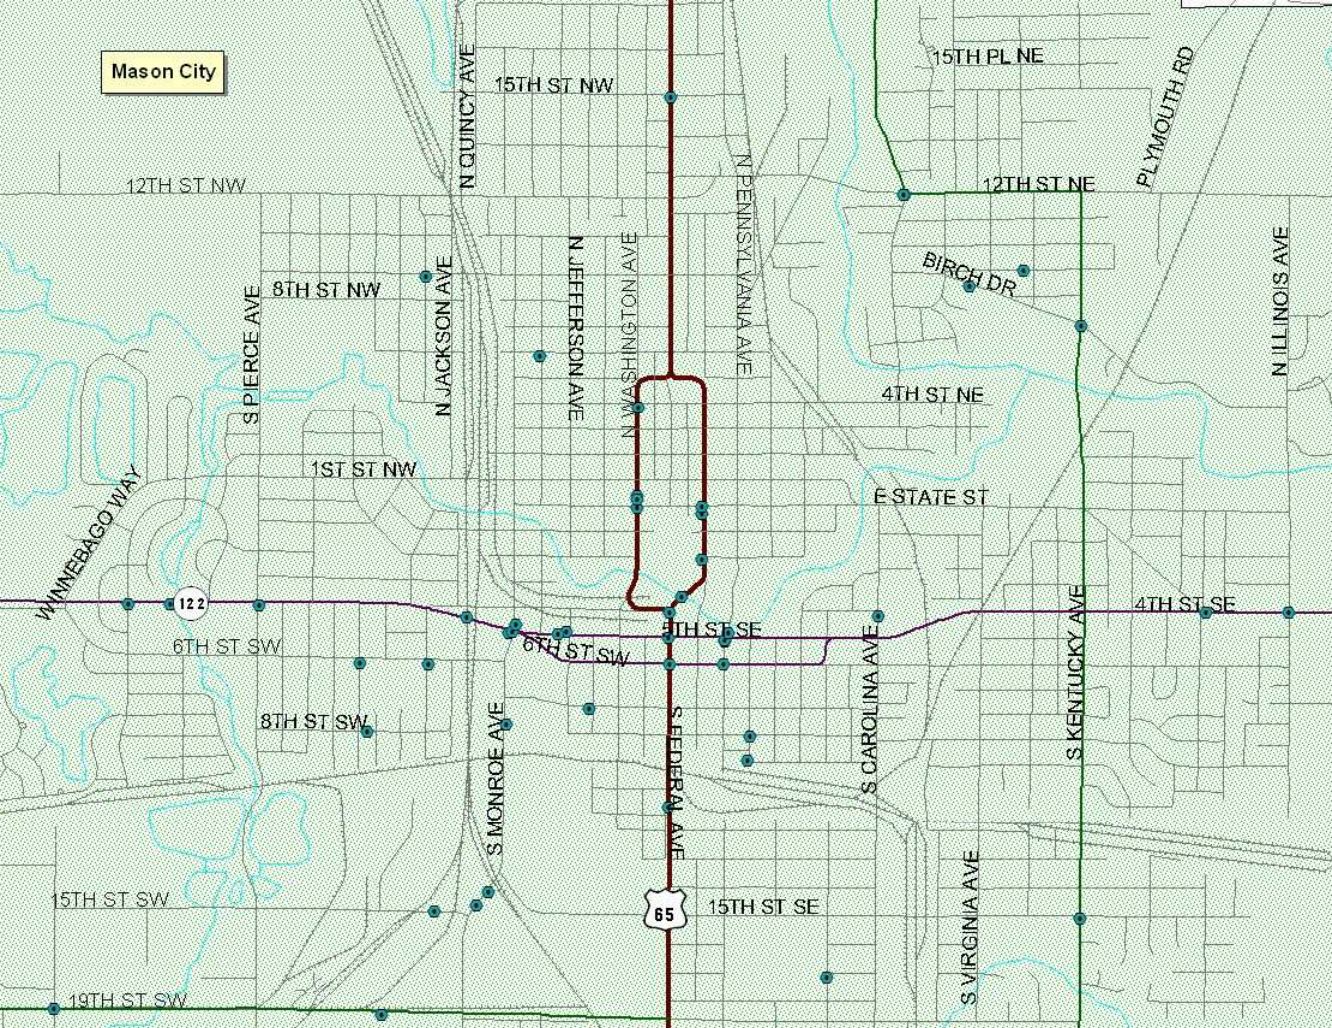 Mason City
15TH PL NE
15TH ST NW
N QUINCY AVE
PLYMOUTH RD
12TH ST NW
12TH ST NE
N PENNSYLVANIA AVE
N JEFFERSON AVE
N WASHINGTON AVE
N ILLINOIS AVE
BIRCH DR
8TH ST NW
N JACKSON AVE
S PIERCE AVE
4TH ST NE
1ST ST NW
E STATE ST
WINNEBAGO WAY
122
4TH ST SE
5TH ST SE
6TH ST SW
6TH ST SW
S KENTUCKY AVE
S CAROLINA AVE
8TH ST SW
S MONROE AVE
S FEDERAL AVE
S VIRGINIA AVE
15TH ST SW
65
15TH ST SE
19TH ST SW